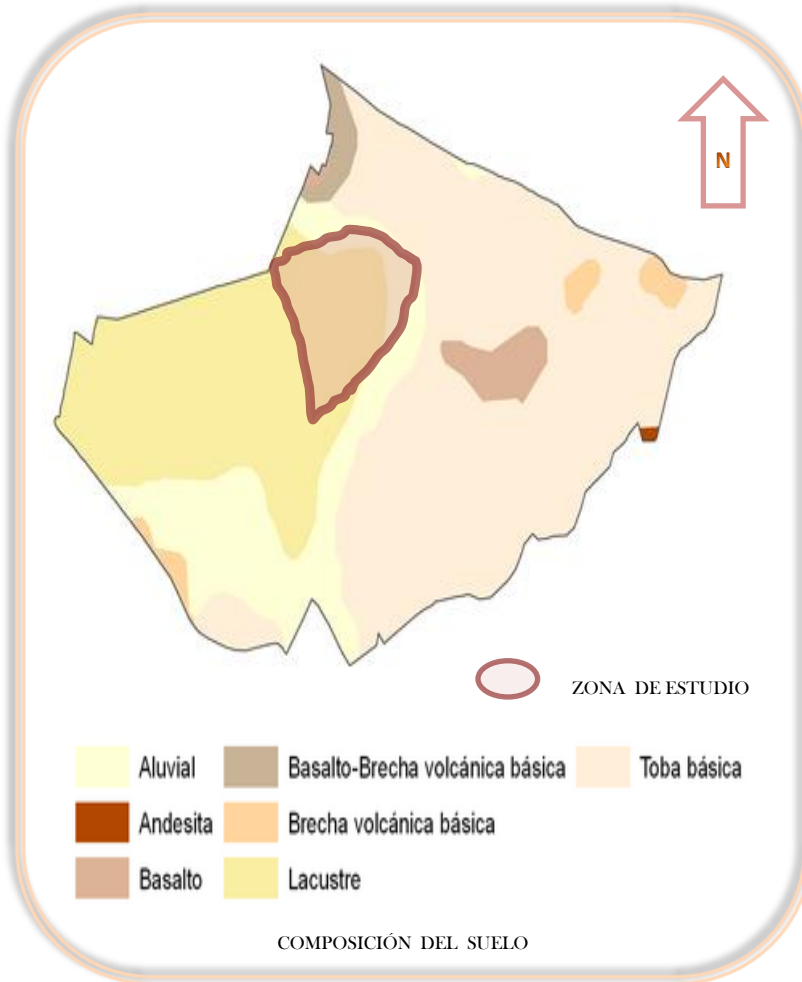 N
ZONA DE ESTUDIO
Aluvial
Basalto-Brecha volcánica básica
Toba básica
Andesita
Brecha volcánica básica
Basalto
Lacustre
COMPOSICIÓN DEL SUELO